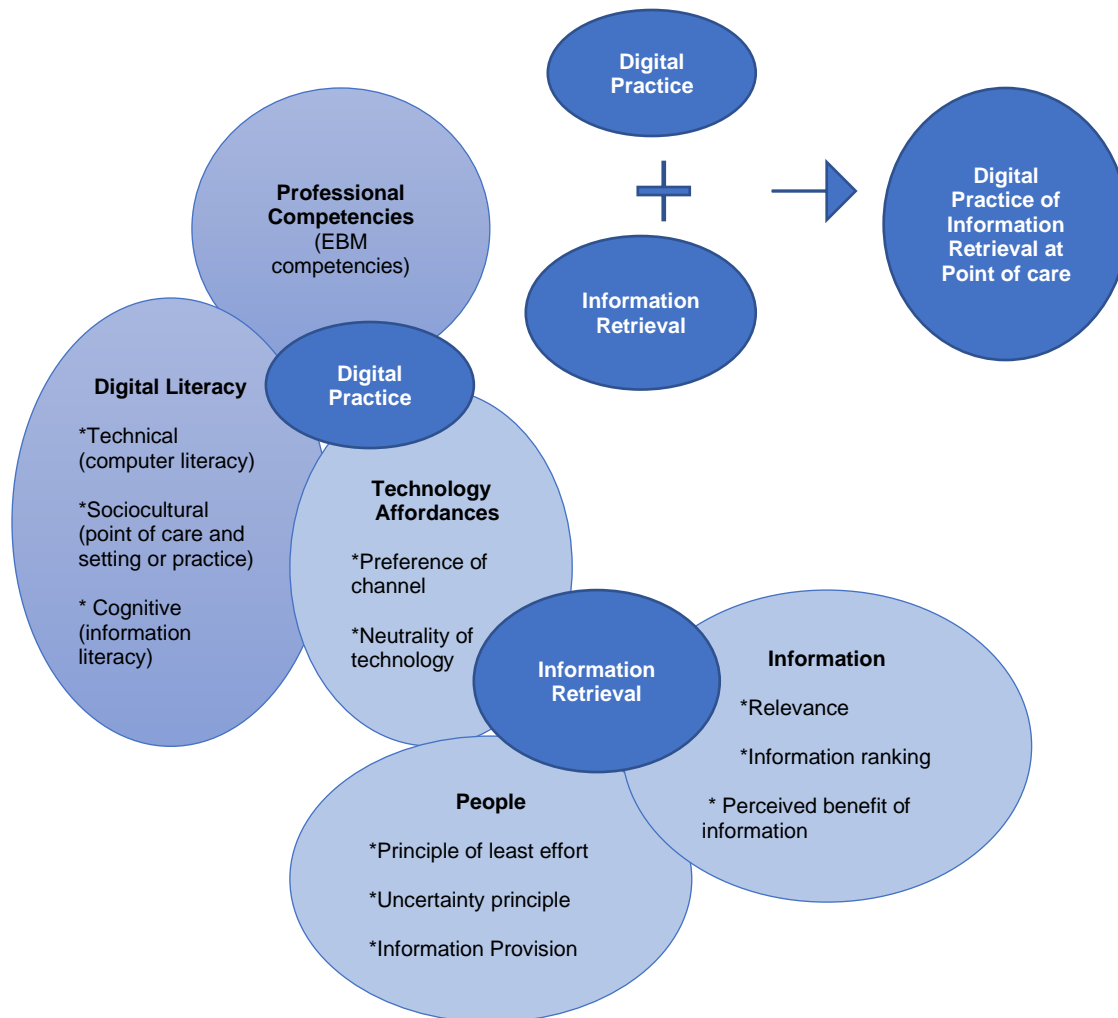 Digital
Practice
Professional
Competencies
(EBM
competencies)
Digital
Practice of
Information
Retrieval at
Point of care
Information
Retrieval
Digital
Practice
Digital Literacy
*Technical
(computer literacy)
*Sociocultural
(point of care and
setting or practice)
* Cognitive
(information
literacy)
Technology
Affordances
*Preference of
channel
*Neutrality of
technology
Information
Retrieval
Information
*Relevance
*Information ranking
* Perceived benefit of
information
People
*Principle of least effort
*Uncertainty principle
*Information Provision